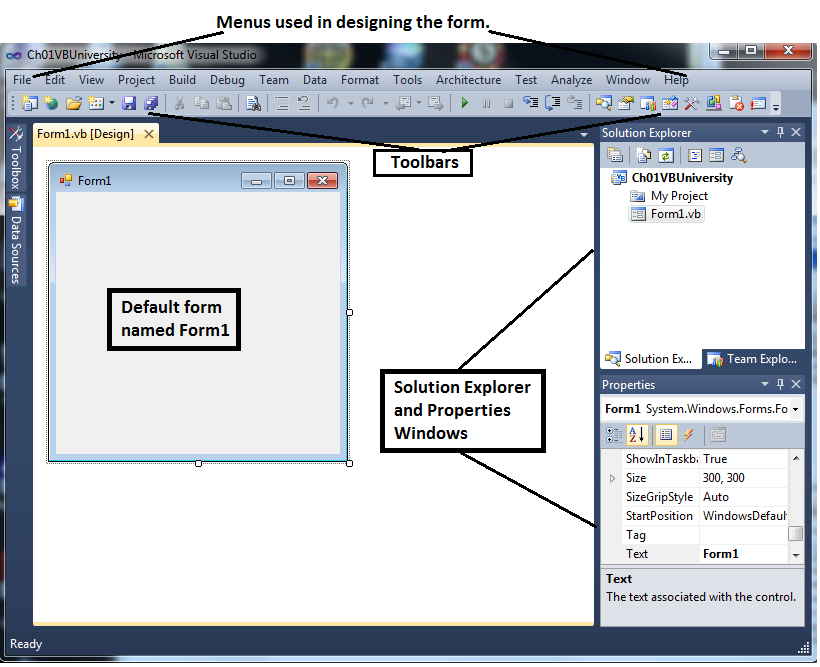 Menus used in designing the form.
Ch01VBUniversity - Microsoft Visual Studio
File Edit View Project Build Debug Team Data Format Tools Architecture Test Analyze Window Help
Toolbox
Data Sources
Form1.vb [Design]
Toolbars
Form1
Default form
named Form1
Solution Explorer
and Properties
Windows
Solution Explorer
Ch01VBUniversity
My Project
Form1.vb
Solution Ex...
Team Explo...
Properties
Form1 System.Windows.Forms.Fo
ShowInTaskba True
Size 300, 300
SizeGripStyle Auto
StartPosition WindowsDefault
Tag
Text Form1
Text
The text associated with the control.
Ready